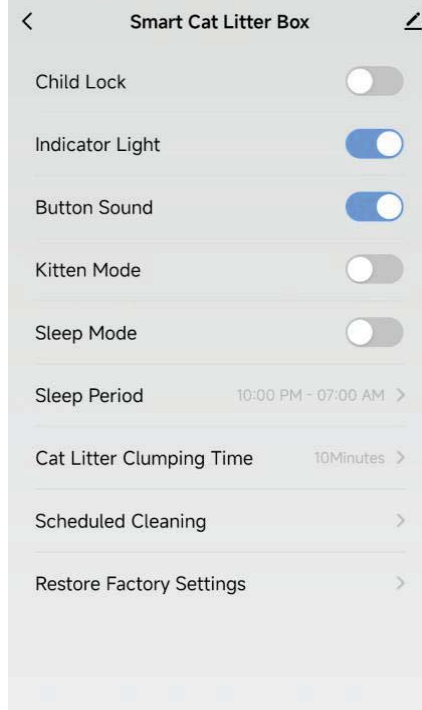 Smart Cat Litter Box
Child Lock
Indicator Light
Button Sound
Kitten Mode
Sleep Mode
Sleep Period 10:00 PM - 07:00 AM
Cat Litter Clumping Time 10Minutes
Scheduled Cleaning
Restore Factory Settings